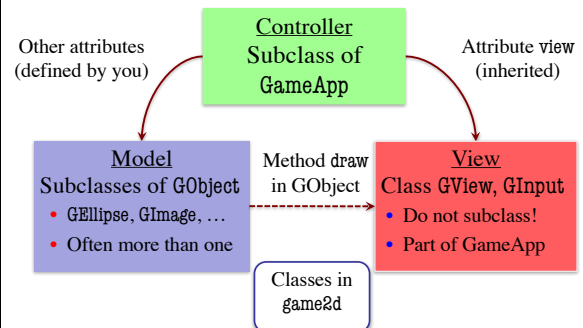 Controller
Subclass of
GameApp
Other attributes
(defined by you)
Attribute view
(inherited)
Model
Subclasses of GObject
• GEllipse, GImage, …
• Often more than one
Method draw
in GObject
View
Class GView, GInput
• Do not subclass!
• Part of GameApp
Classes in
game2d